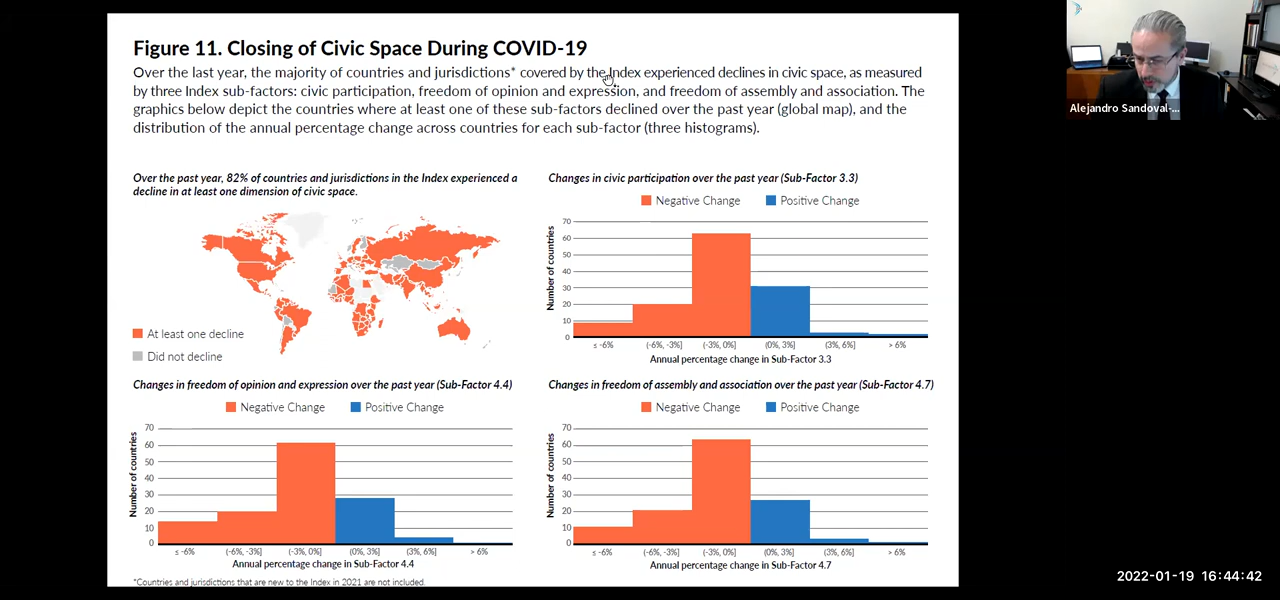 Figure 11. Closing of Civic Space During COVID-19
Over the last year, the majority of countries and jurisdictions* covered by the Index experienced declines in civic space, as measured
by three Index sub-factors: civic participation, freedom of opinion and expression, and freedom of assembly and association. The
graphics below depict the countries where at least one of these sub-factors declined over the past year (global map), and the
distribution of the annual percentage change across countries for each sub-factor (three histograms).
Over the past year, 82% of countries and jurisdictions in the Index experienced a
decline in at least one dimension of civic space.
At least one decline
Did not decline
Changes in civic participation over the past year (Sub-Factor 3.3)
Negative Change Positive Change
Number of countries
70
60
50
40
30
20
10
0
≤ -6% (-6%, -3%] (-3%, 0%] (0%, 3%] (3%, 6%] > 6%
Annual percentage change in Sub-Factor 3.3
Changes in freedom of opinion and expression over the past year (Sub-Factor 4.4)
Negative Change Positive Change
Number of countries
70
60
50
40
30
20
10
0
≤ -6% (-6%, -3%] (-3%, 0%] (0%, 3%] (3%, 6%] > 6%
Annual percentage change in Sub-Factor 4.4
Changes in freedom of assembly and association over the past year (Sub-Factor 4.7)
Negative Change Positive Change
Number of countries
70
60
50
40
30
20
10
0
≤ -6% (-6%, -3%] (-3%, 0%] (0%, 3%] (3%, 6%] > 6%
Annual percentage change in Sub-Factor 4.7
*Countries and jurisdictions that are new to the Index in 2021 are not included.
Alejandro Sandoval-...
2022-01-19 16:44:42